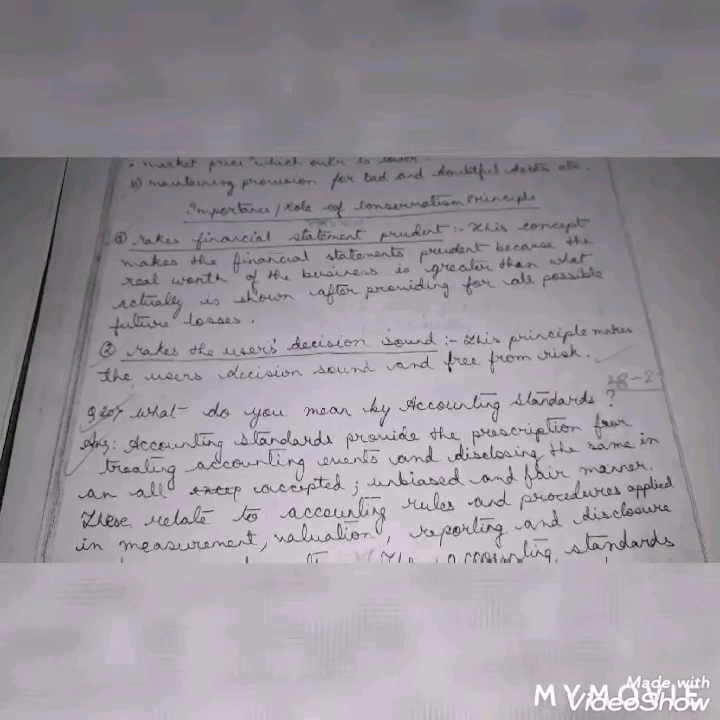 market price which ever is lower.
b) maintaining provision for bad and doubtful debts etc.
Importance/Role of Conservatism Principle
① Makes financial statement prudent :- This concept
makes the financial statements prudent because the
real worth of the business is greater than what
actually is shown after providing for all possible
future losses.
② Makes the users' decision sound :- This principle makes
the users decision sound and free from risk.
28-2
What do you mean by Accounting Standards ?
Ans: Accounting Standards provide the prescription for
treating accounting events and disclosing the same in
an all accepted; unbiased and fair manner.
These relate to accounting rules and procedures applied
in measurement, valuation, reporting and disclosure
accounting standards
Made with
MYMOVIE
VideoShow